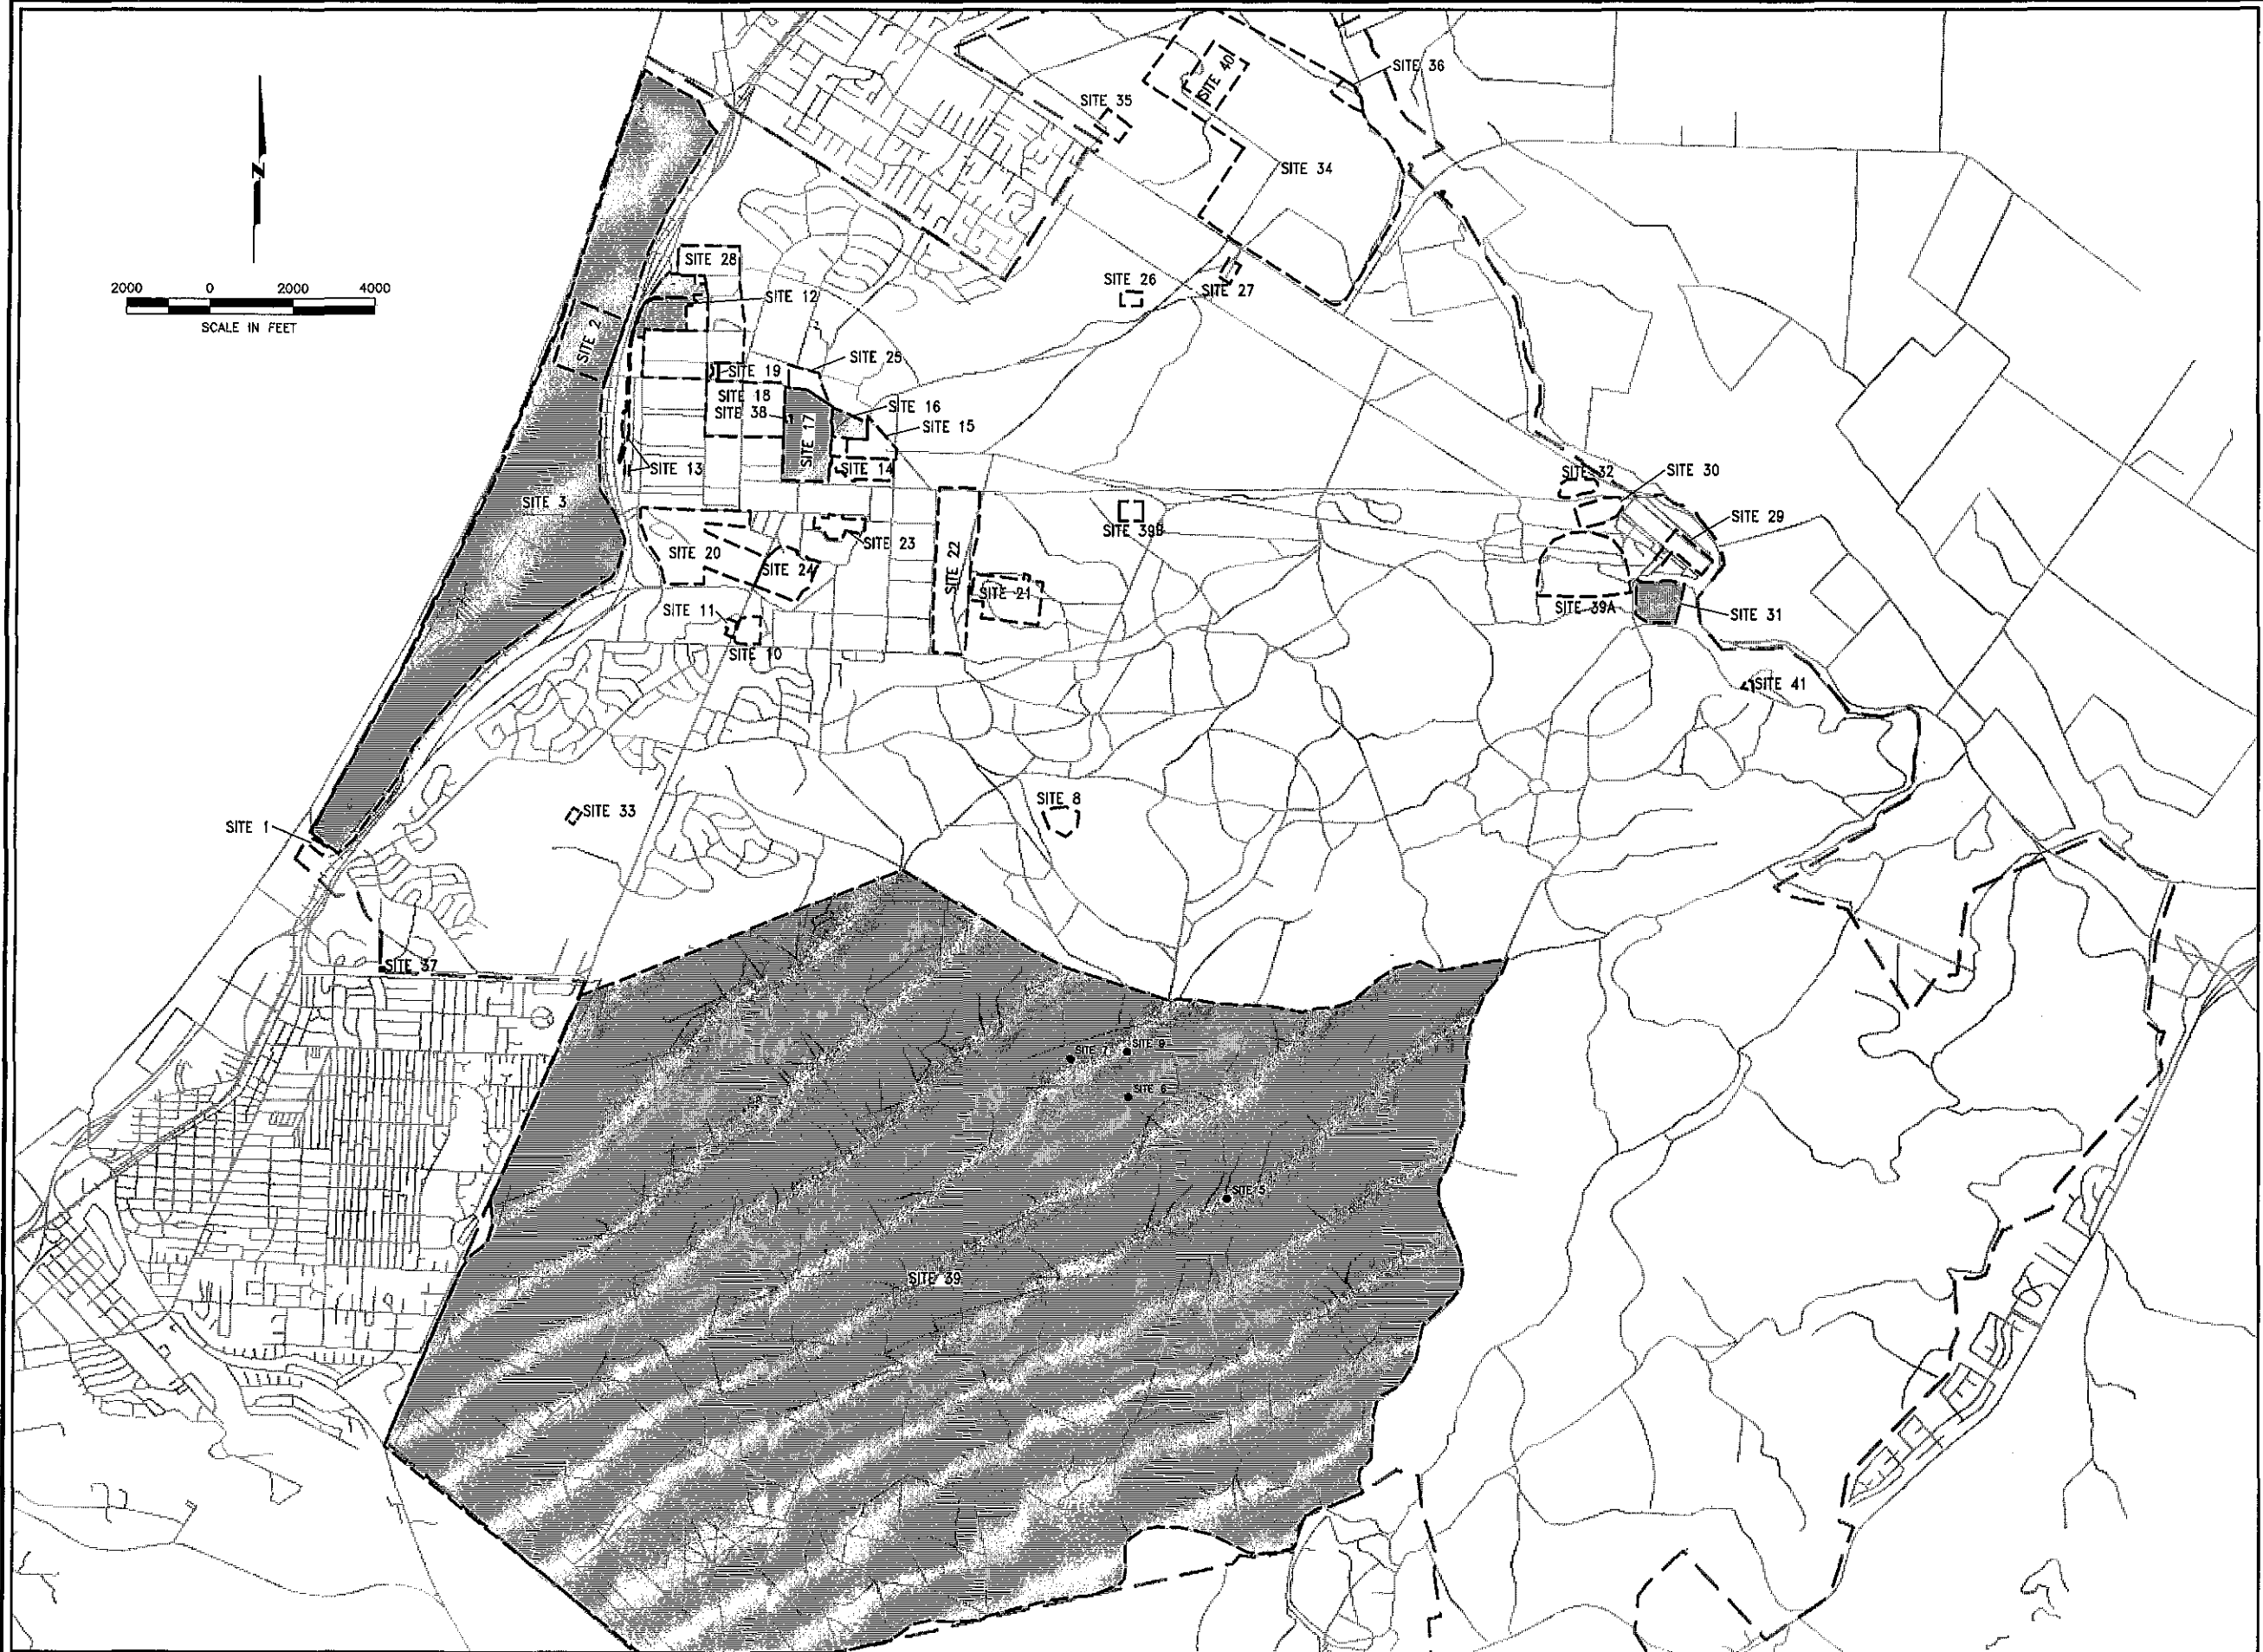 SITE 36
SITE 40
SITE 35
SITE 34
N
SITE 28
SITE 26
SITE 27
2000 0 2000 4000
SCALE IN FEET
SITE 12
SITE 2
SITE 25
SITE 19
SITE 18
SITE 38
SITE 17
SITE 16
SITE 15
SITE 13
SITE 14
SITE 32
SITE 30
SITE 3
SITE 29
SITE 39B
SITE 20
SITE 23
SITE 24
SITE 22
SITE 21
SITE 39A
SITE 31
SITE 11
SITE 10
SITE 41
SITE 8
SITE 33
SITE 1
SITE 37
SITE 7
SITE 9
SITE 6
SITE 5
SITE 39